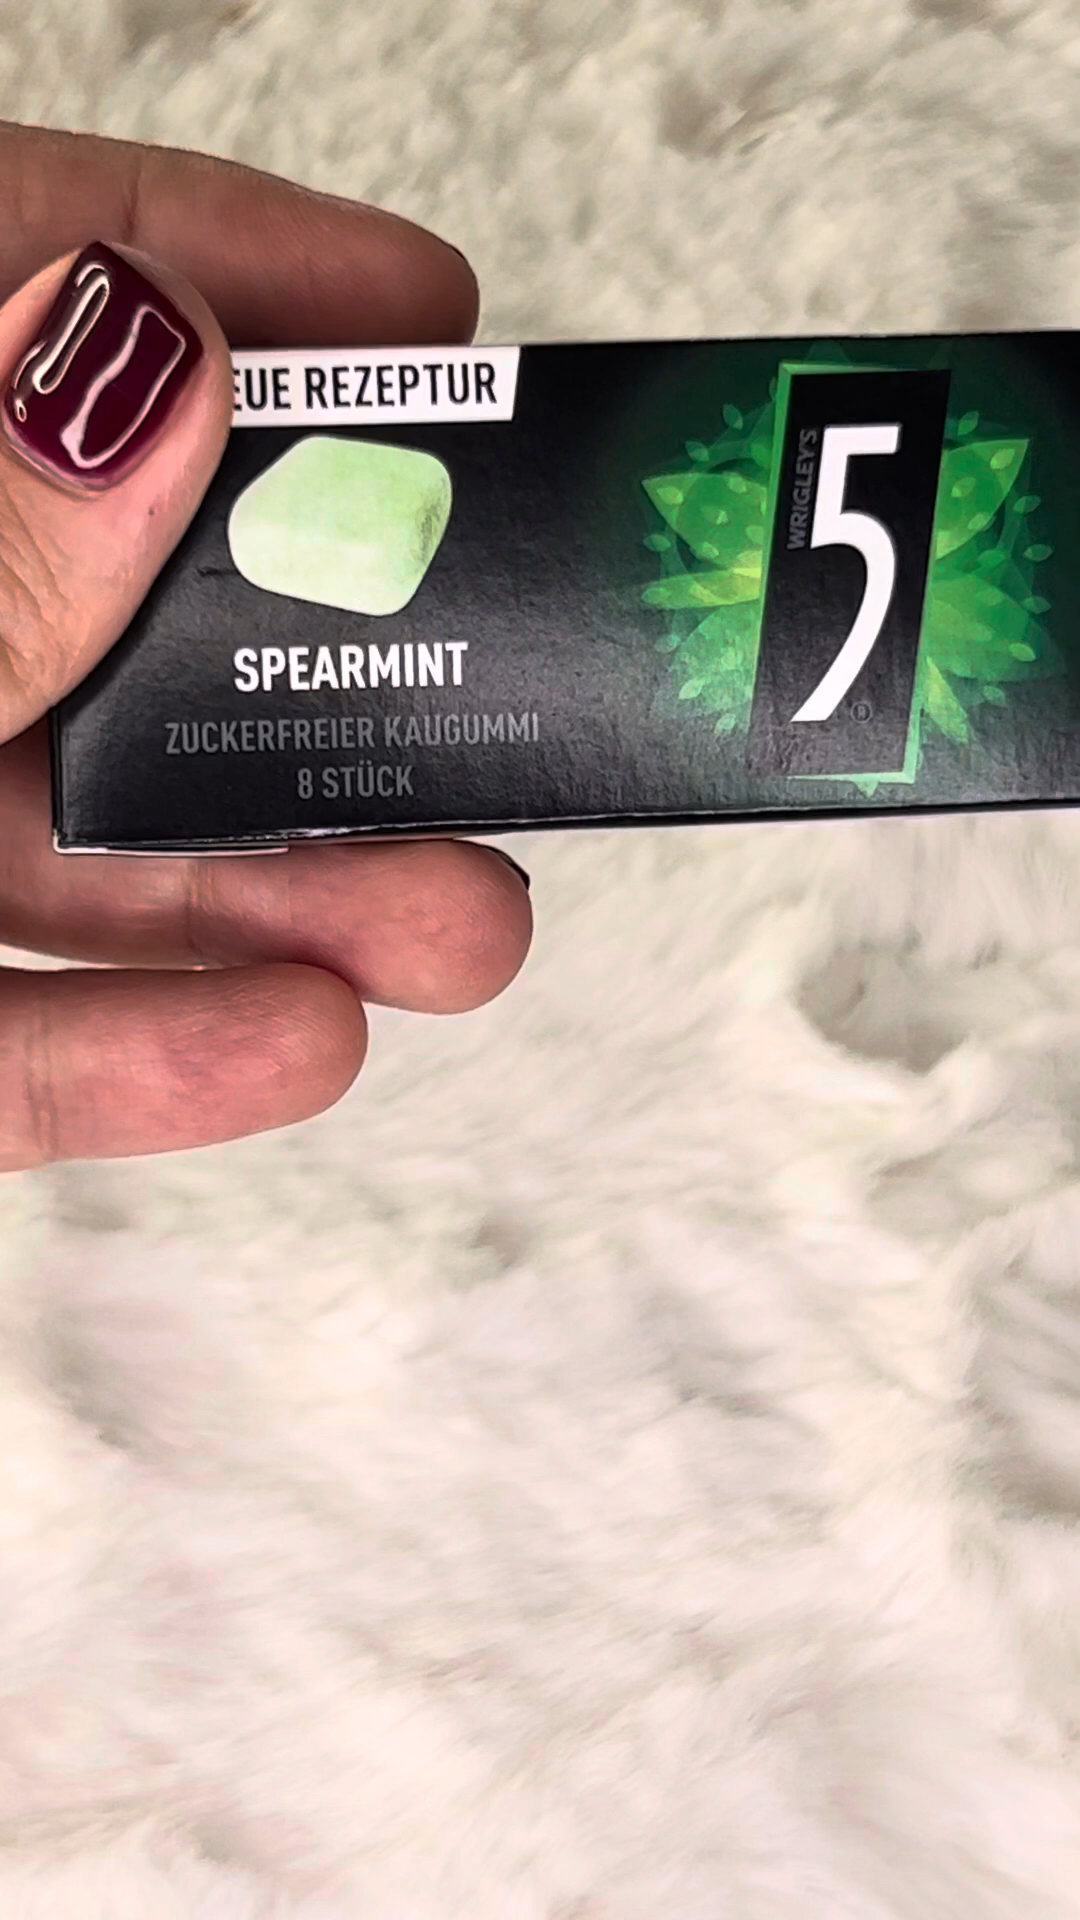 EUE REZEPTUR
SPEARMINT
ZUCKERFREIER KAUGUMMI
8 STÜCK
WRIGLEY'S
5
®